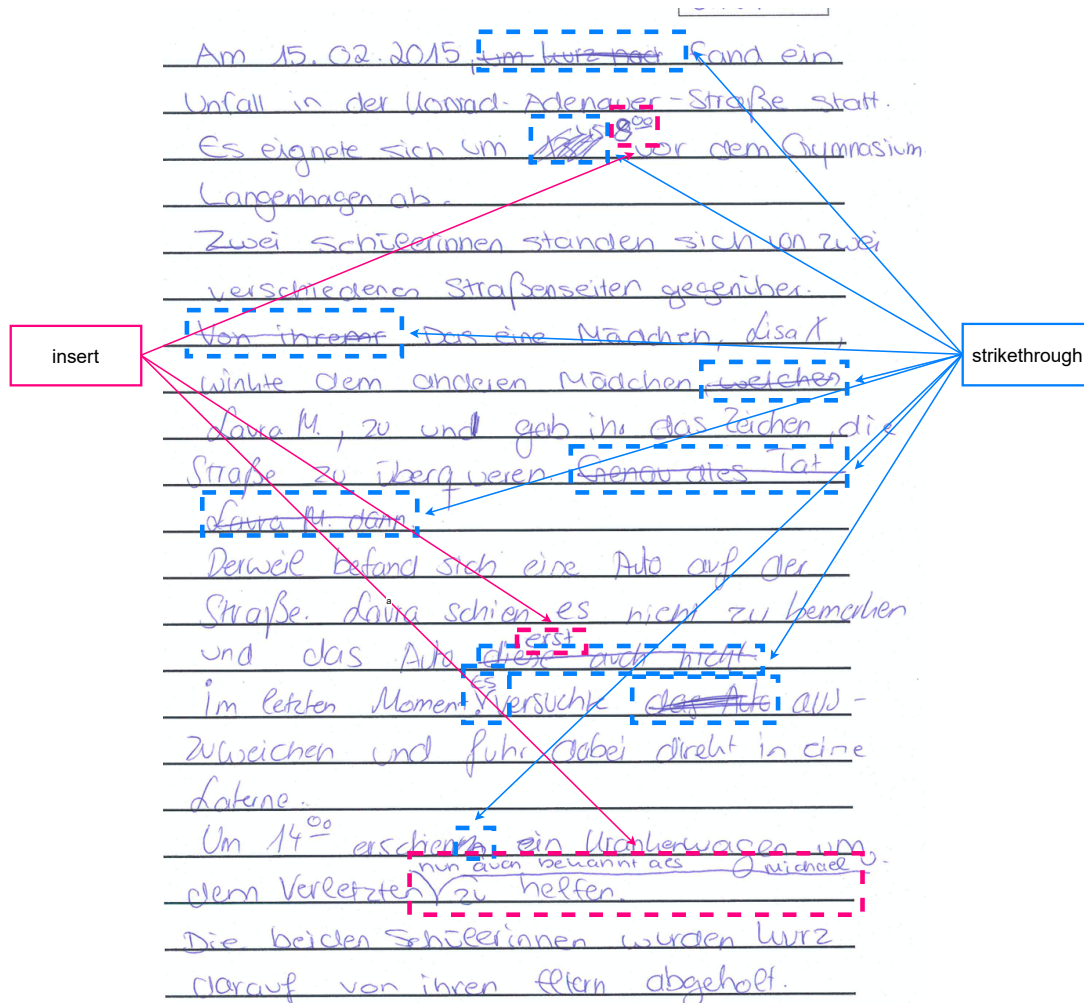 Am 15.02.2015, um kurz nach fand ein
Unfall in der Konrad-Adenauer-Straße statt.
45 8⁰⁰
Es eignete sich um vor dem Gymnasium
Langenhagen ab.
Zwei Schülerinnen standen sich von zwei
verschiedenen Straßenseiten gegenüber.
insert
Von ihrem Das eine Mädchen, Lisa X,
strikethrough
winkte dem anderen Mädchen, welches
Laura M., zu und gab ihr das Zeichen, die
Straße zu überqueren. Genau dies Tat
Laura M. dann
Derweil befand sich eine Auto auf der
a
Straße. Laura schien es nicht zu bemerken
erst
und das Auto diese auch nicht
es
im letzten Moment. versuchte das Auto aus-
zuweichen und fuhr dabei direkt in eine
Laterne.
Um 14⁰⁰ erschien ein Krankenwagen um
nun auch bekannt als Michael O.
dem Verletzten zu helfen.
Die beiden Schülerinnen wurden kurz
darauf von ihren Eltern abgeholt.